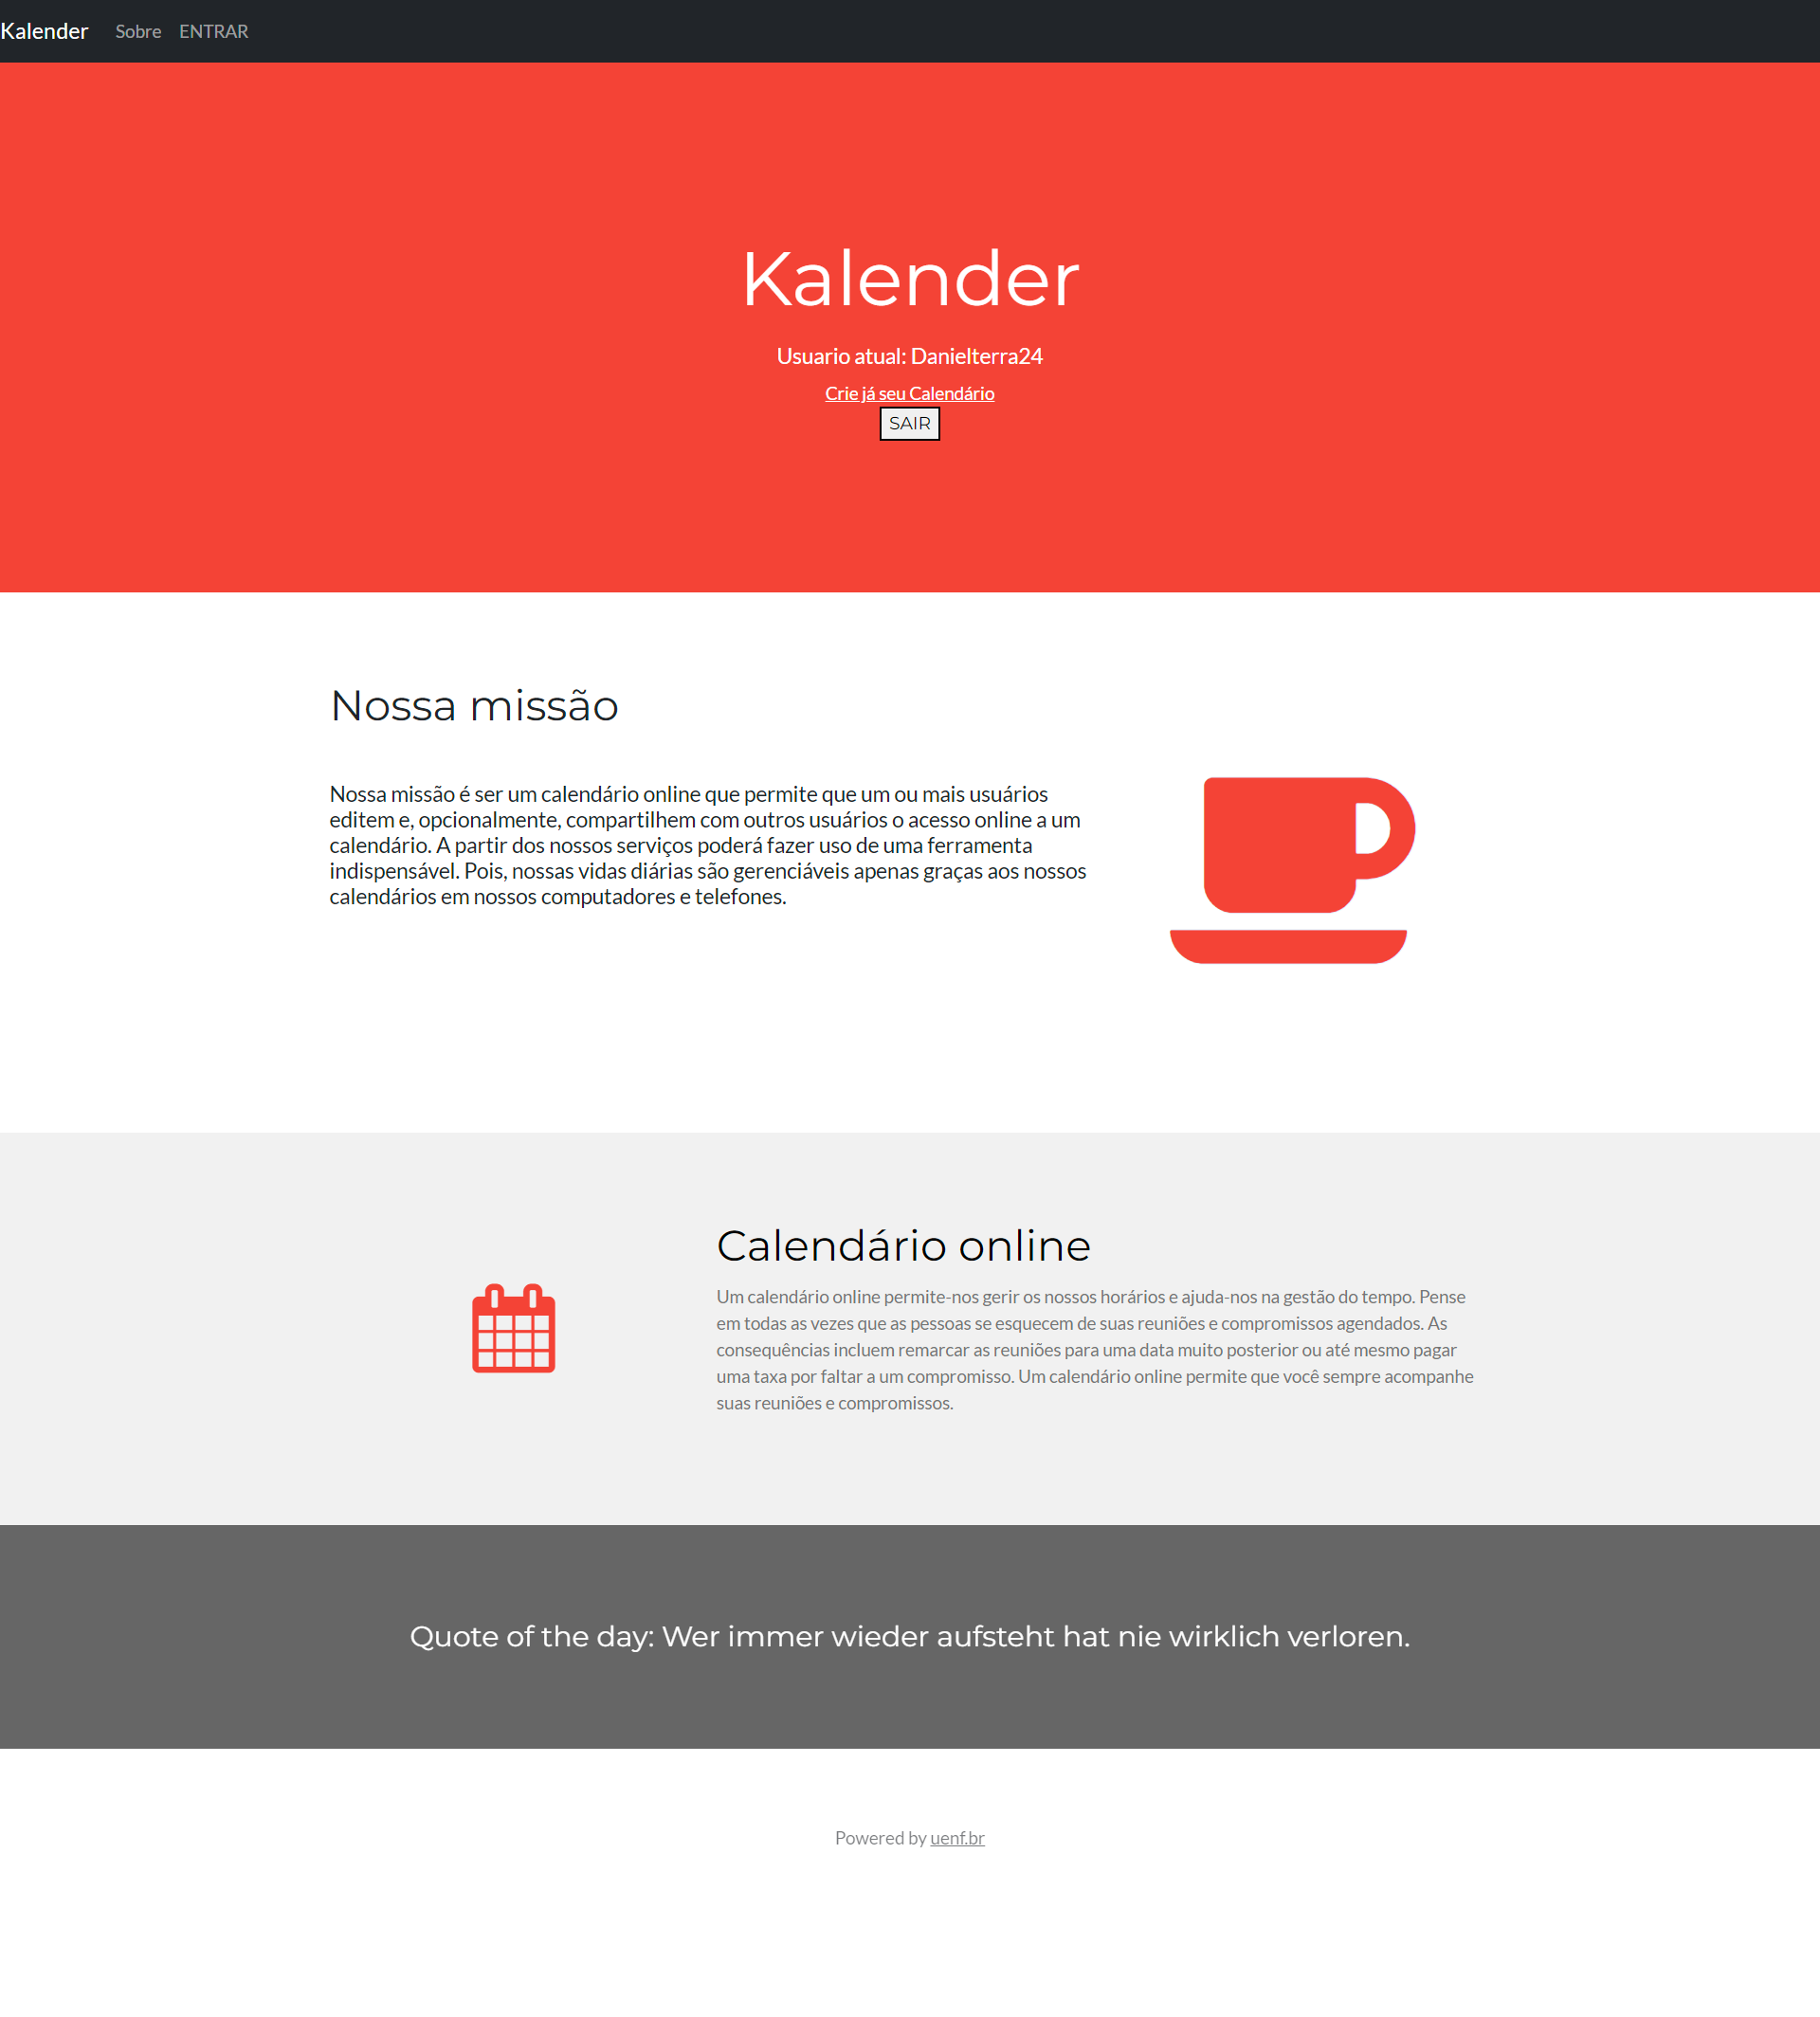 Kalender Sobre ENTRAR
Kalender
Usuario atual: Danielterra24
Crie já seu Calendário
SAIR
Nossa missão
Nossa missão é ser um calendário online que permite que um ou mais usuários
editem e, opcionalmente, compartilhem com outros usuários o acesso online a um
calendário. A partir dos nossos serviços poderá fazer uso de uma ferramenta
indispensável. Pois, nossas vidas diárias são gerenciáveis apenas graças aos nossos
calendários em nossos computadores e telefones.
Calendário online
Um calendário online permite-nos gerir os nossos horários e ajuda-nos na gestão do tempo. Pense
em todas as vezes que as pessoas se esquecem de suas reuniões e compromissos agendados. As
consequências incluem remarcar as reuniões para uma data muito posterior ou até mesmo pagar
uma taxa por faltar a um compromisso. Um calendário online permite que você sempre acompanhe
suas reuniões e compromissos.
Quote of the day: Wer immer wieder aufsteht hat nie wirklich verloren.
Powered by uenf.br